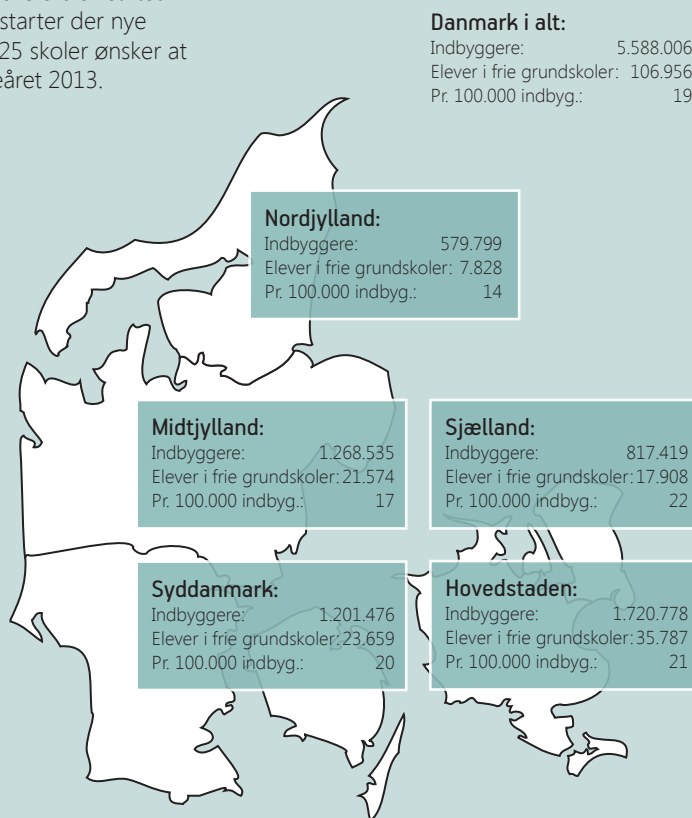 starter der nye
25 skoler ønsker at
året 2013.
Danmark i alt:
Indbyggere: 5.588.006
Elever i frie grundskoler: 106.956
Pr. 100.000 indbyg.: 19
Nordjylland:
Indbyggere: 579.799
Elever i frie grundskoler: 7.828
Pr. 100.000 indbyg.: 14
Midtjylland:
Indbyggere: 1.268.535
Elever i frie grundskoler: 21.574
Pr. 100.000 indbyg.: 17
Sjælland:
Indbyggere: 817.419
Elever i frie grundskoler: 17.908
Pr. 100.000 indbyg.: 22
Syddanmark:
Indbyggere: 1.201.476
Elever i frie grundskoler: 23.659
Pr. 100.000 indbyg.: 20
Hovedstaden:
Indbyggere: 1.720.778
Elever i frie grundskoler: 35.787
Pr. 100.000 indbyg.: 21